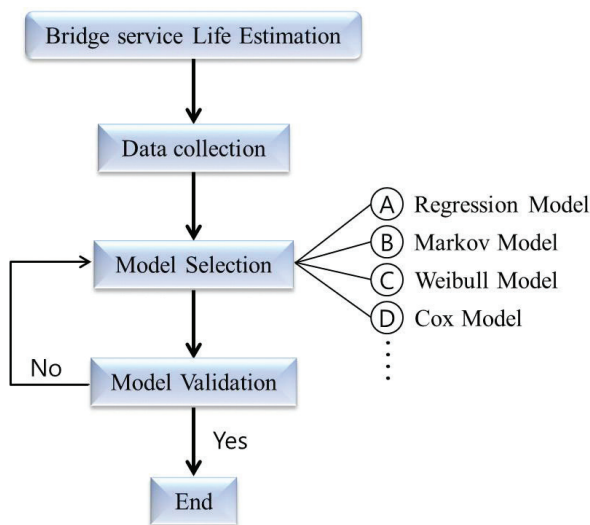 Bridge service Life Estimation
Data collection
Model Selection
A Regression Model
B Markov Model
C Weibull Model
D Cox Model
No
Model Validation
Yes
End